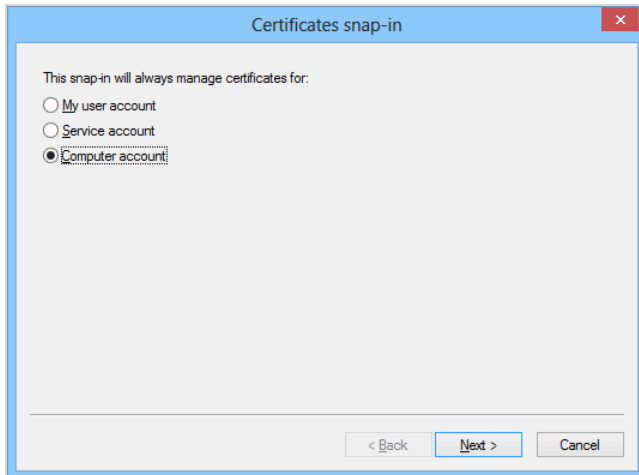 Certificates snap-in
This snap-in will always manage certificates for:
My user account
Service account
Computer account
< Back Next > Cancel